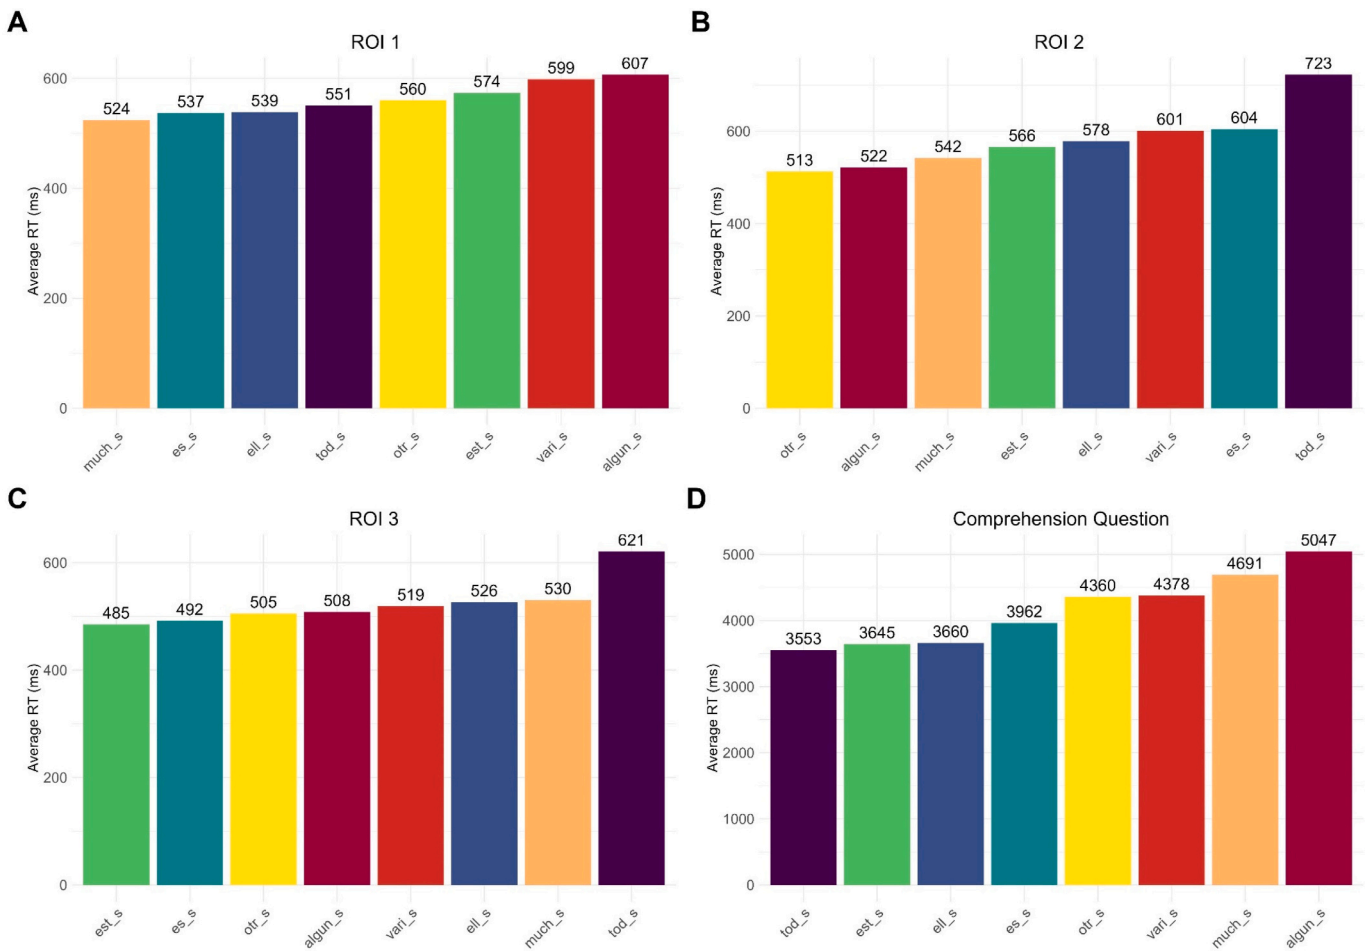 A
ROI 1
Average RT (ms)
600
400
200
0
524
537
539
551
560
574
599
607
much_s
es_s
ell_s
tod_s
otr_s
est_s
vari_s
algun_s
B
ROI 2
Average RT (ms)
600
400
200
0
513
522
542
566
578
601
604
723
otr_s
algun_s
much_s
est_s
ell_s
vari_s
es_s
tod_s
C
ROI 3
Average RT (ms)
600
400
200
0
485
492
505
508
519
526
530
621
est_s
es_s
otr_s
algun_s
vari_s
ell_s
much_s
tod_s
D
Comprehension Question
Average RT (ms)
5000
4000
3000
2000
1000
0
3553
3645
3660
3962
4360
4378
4691
5047
tod_s
est_s
ell_s
es_s
otr_s
vari_s
much_s
algun_s